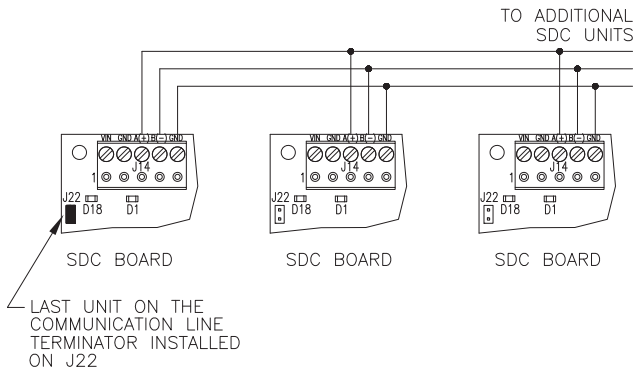 TO ADDITIONAL
SDC UNITS
VIN GND A(+) B(-) GND
VIN GND A(+) B(-) GND
VIN GND A(+) B(-) GND
J14
J14
J14
1
1
1
J22
D18
D1
J22
D18
D1
J22
D18
D1
SDC BOARD
SDC BOARD
SDC BOARD
LAST UNIT ON THE
COMMUNICATION LINE
TERMINATOR INSTALLED
ON J22